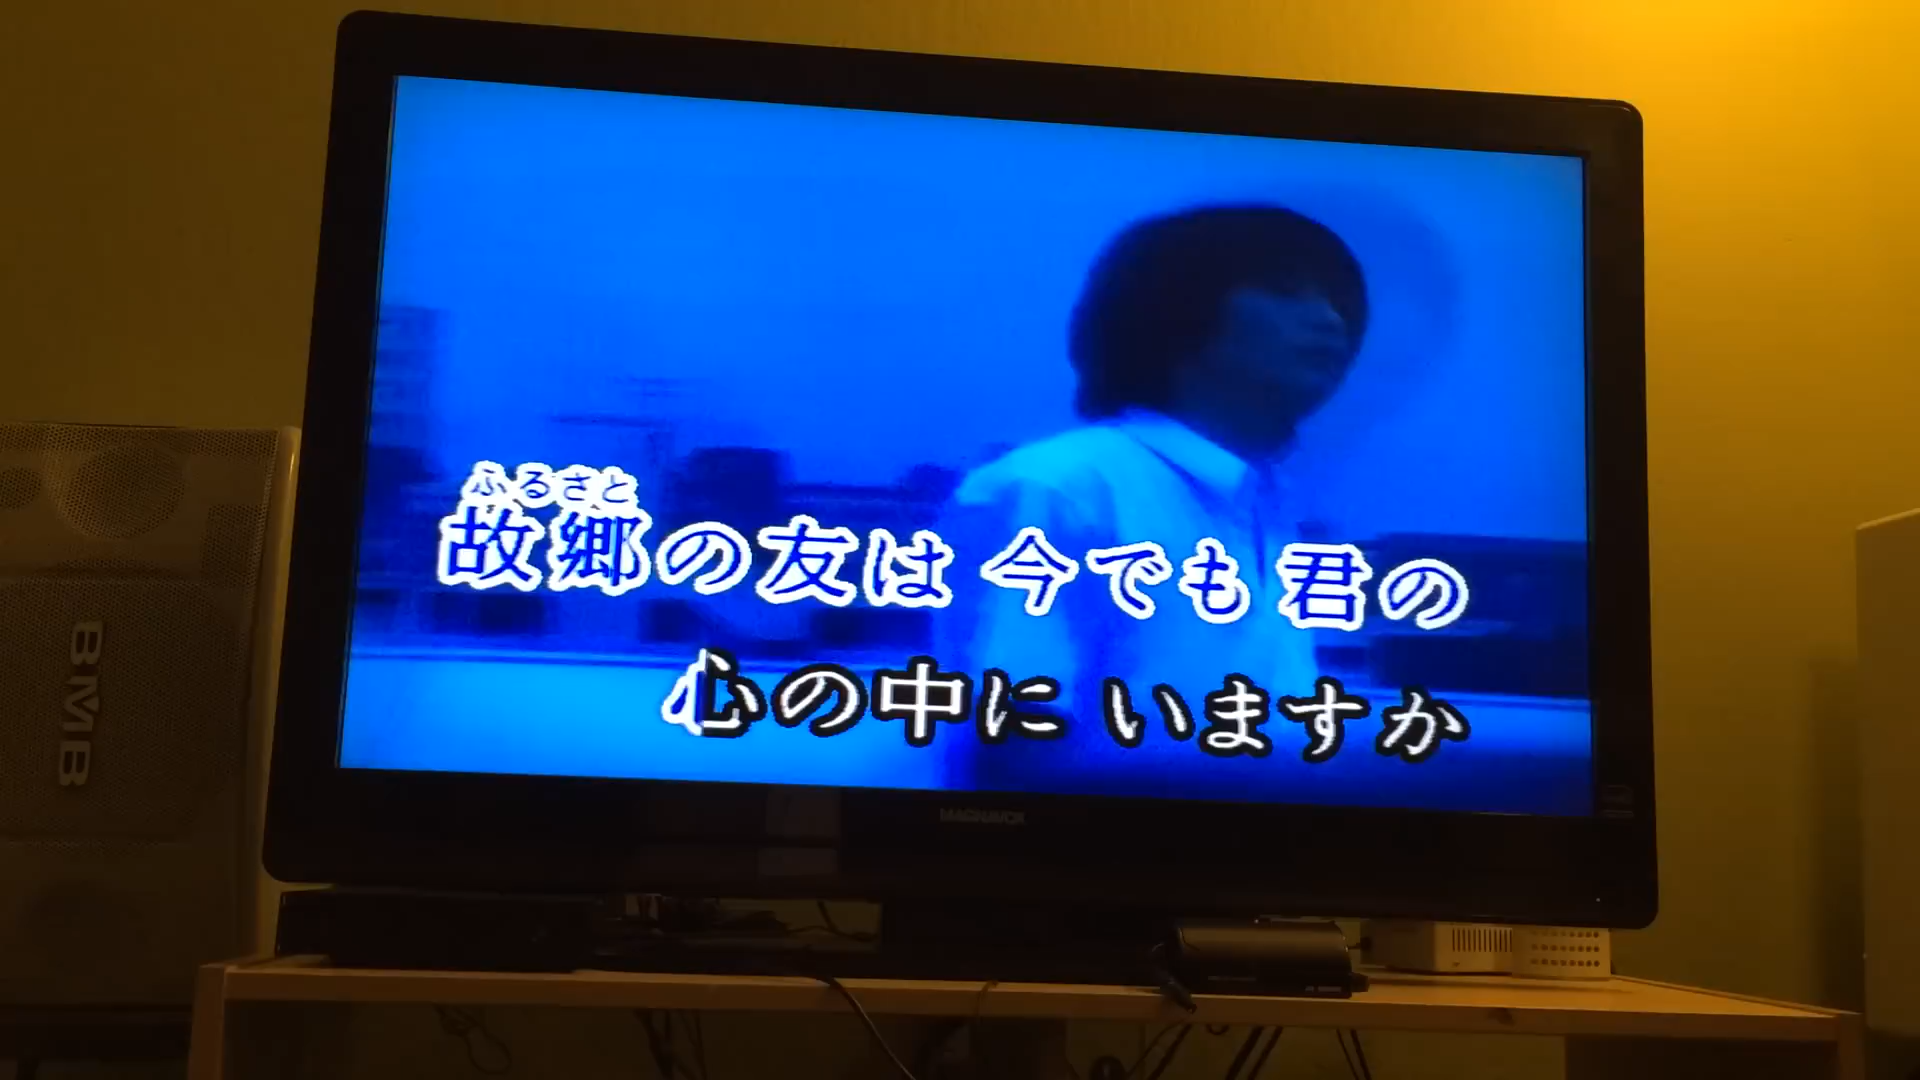 ふるさと
故郷の友は 今でも 君の
心の中に いますか
MAGNAVOX
BMB